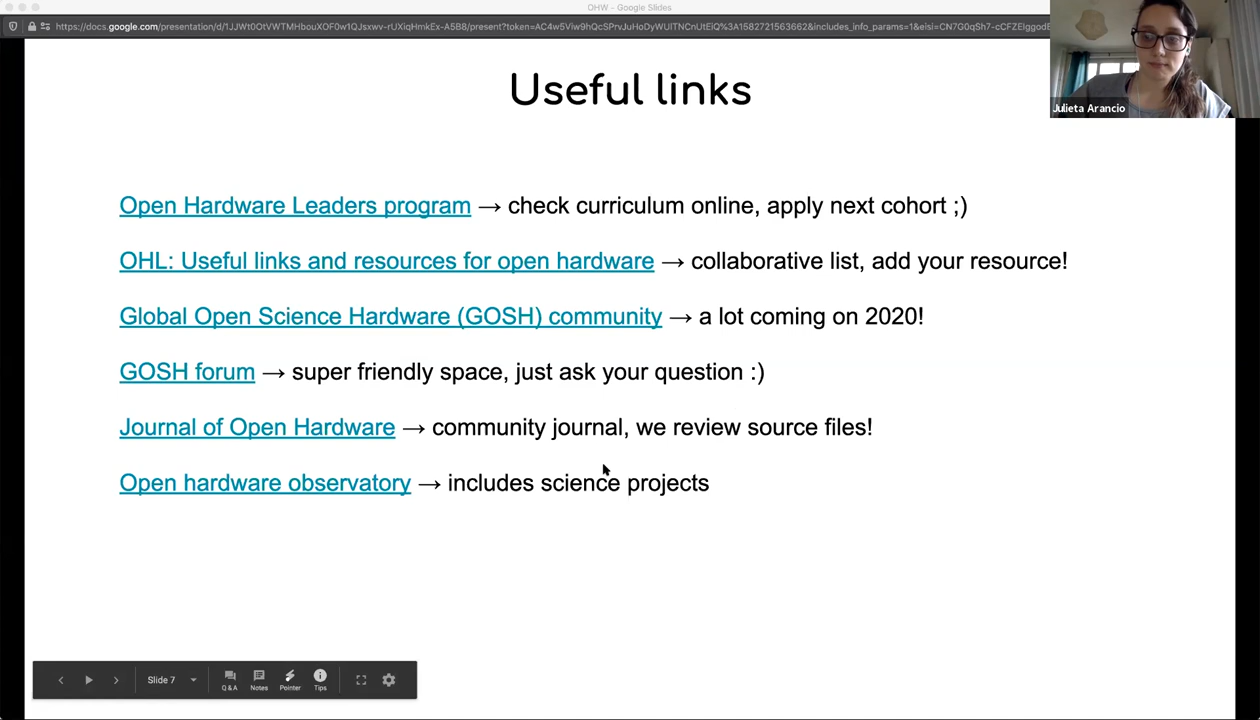 OHW - Google Slides
Julieta Arancio
Useful links
Open Hardware Leaders program → check curriculum online, apply next cohort ;)
OHL: Useful links and resources for open hardware → collaborative list, add your resource!
Global Open Science Hardware (GOSH) community → a lot coming on 2020!
GOSH forum → super friendly space, just ask your question :)
Journal of Open Hardware → community journal, we review source files!
Open hardware observatory → includes science projects
Slide 7
Q&A Notes Pointer Tips